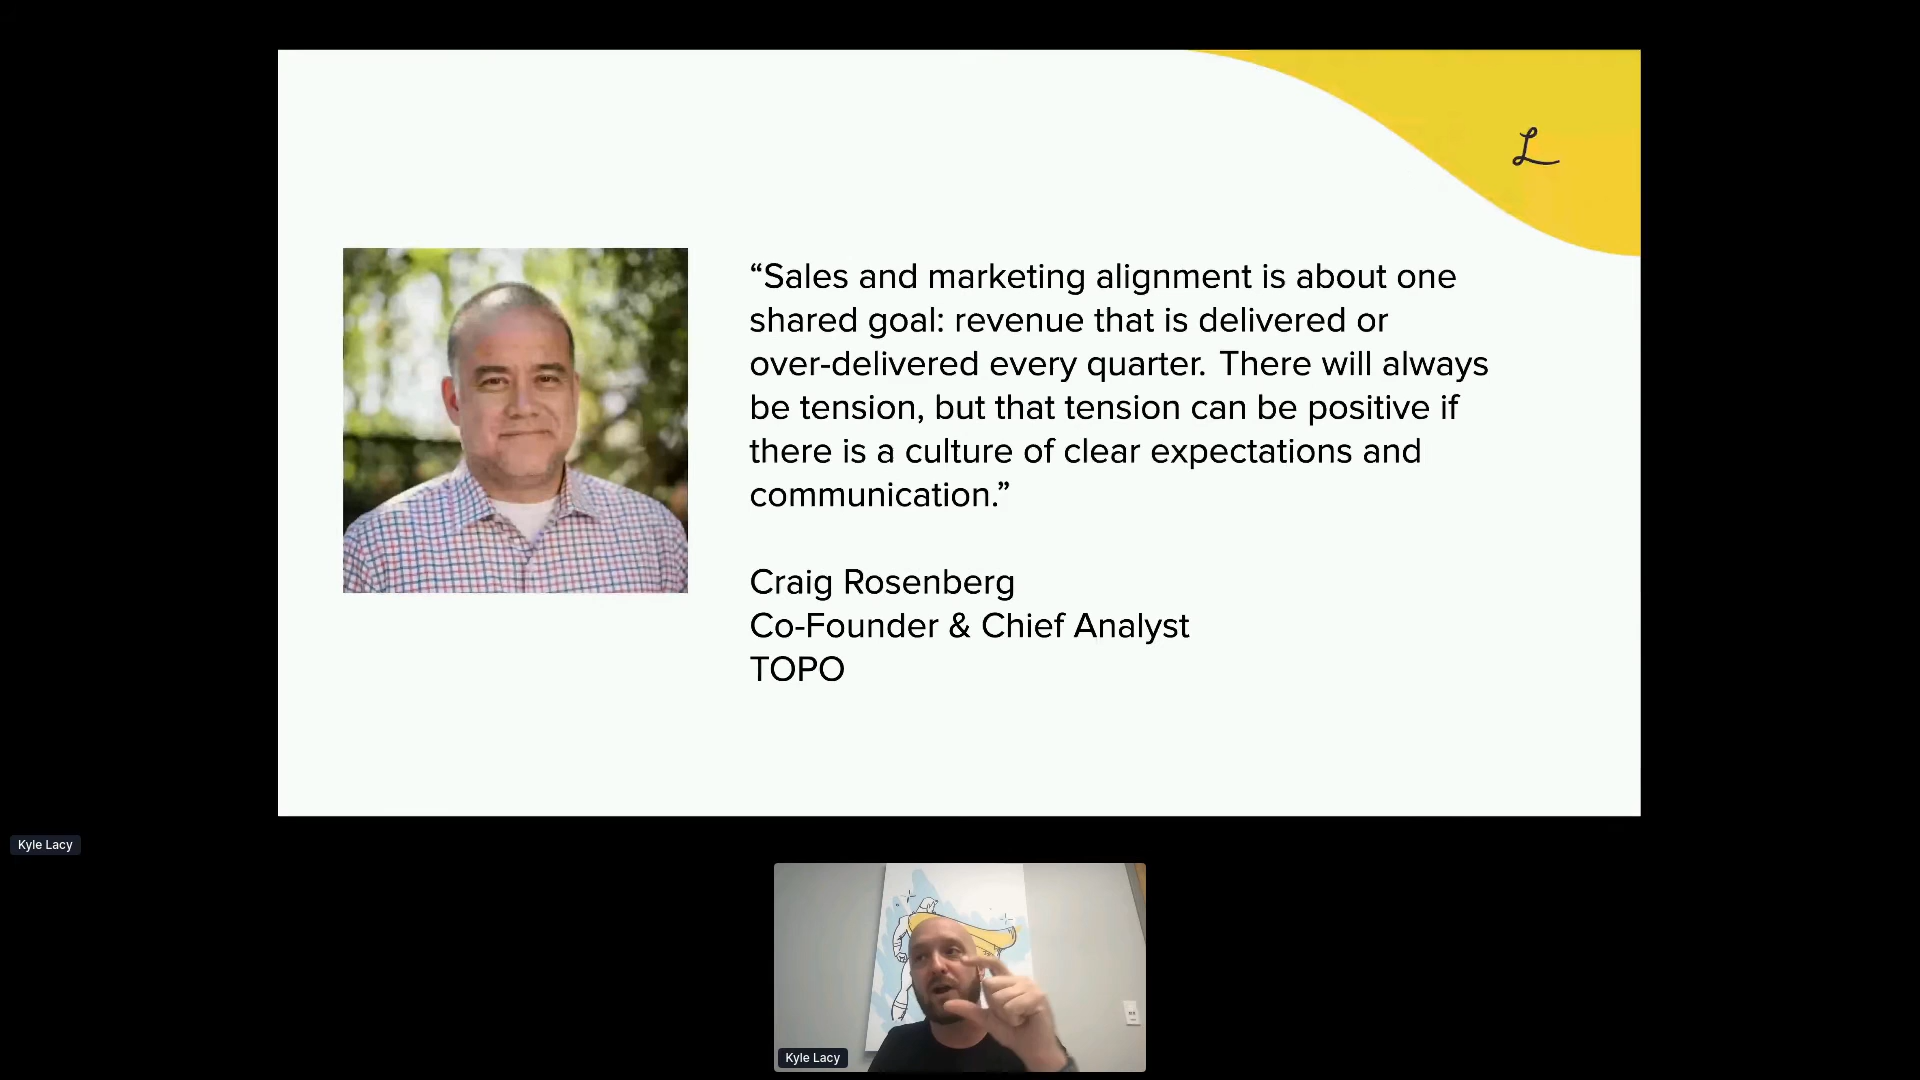 L
“Sales and marketing alignment is about one
shared goal: revenue that is delivered or
over-delivered every quarter. There will always
be tension, but that tension can be positive if
there is a culture of clear expectations and
communication.”
Craig Rosenberg
Co-Founder & Chief Analyst
TOPO
Kyle Lacy
Kyle Lacy